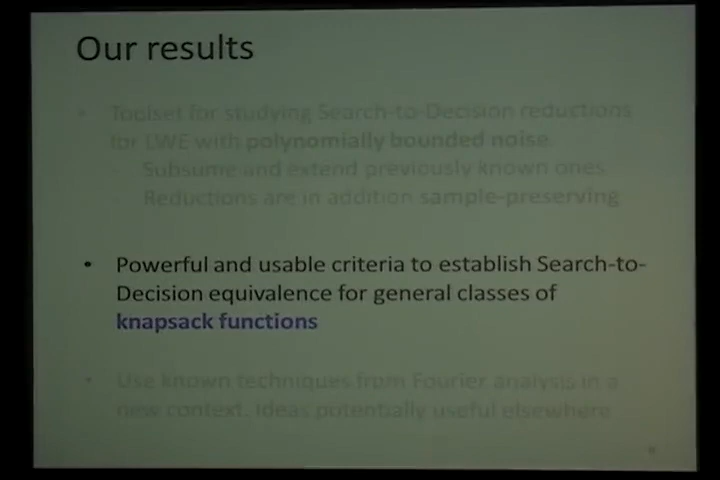 Our results
• Toolset for studying Search-to-Decision reductions
for LWE with polynomially bounded noise.
- Subsume and extend previously known ones
- Reductions are in addition sample-preserving
• Powerful and usable criteria to establish Search-to-
Decision equivalence for general classes of
knapsack functions
• Use known techniques from Fourier analysis in a
new context. Ideas potentially useful elsewhere